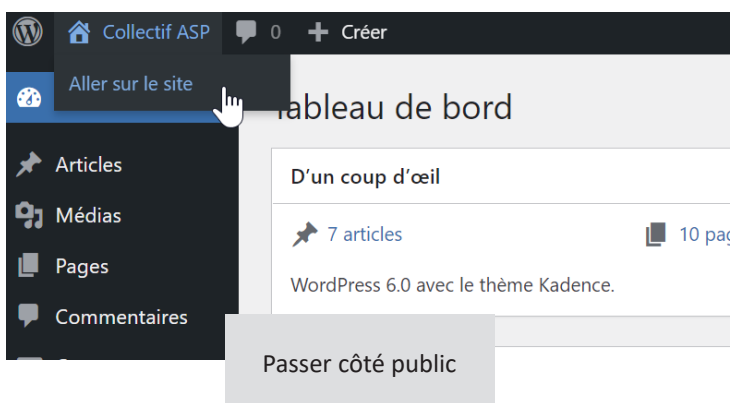 Collectif ASP 0 + Créer
Aller sur le site
ableau de bord
Articles
D'un coup d'œil
Médias
7 articles 10 pag
Pages
WordPress 6.0 avec le thème Kadence.
Commentaires
Passer côté public